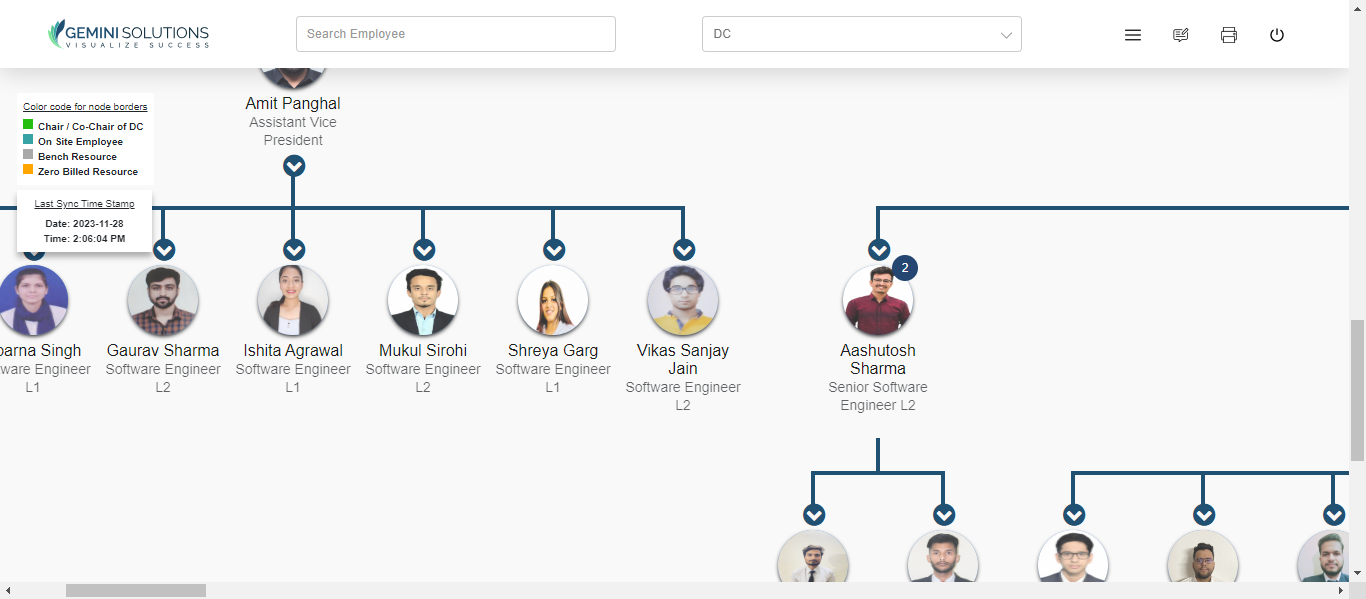 GEMINI SOLUTIONS
VISUALIZE SUCCESS
Search Employee
DC
Color code for node borders
Chair / Co-Chair of DC
On Site Employee
Bench Resource
Zero Billed Resource
Last Sync Time Stamp
Date: 2023-11-28
Time: 2:06:04 PM
Amit Panghal
Assistant Vice
President
Singh
Engineer
L1
Gaurav Sharma
Software Engineer
L2
Ishita Agrawal
Software Engineer
L1
Mukul Sirohi
Software Engineer
L2
Shreya Garg
Software Engineer
L1
Vikas Sanjay
Jain
Software Engineer
L2
2
Aashutosh
Sharma
Senior Software
Engineer L2